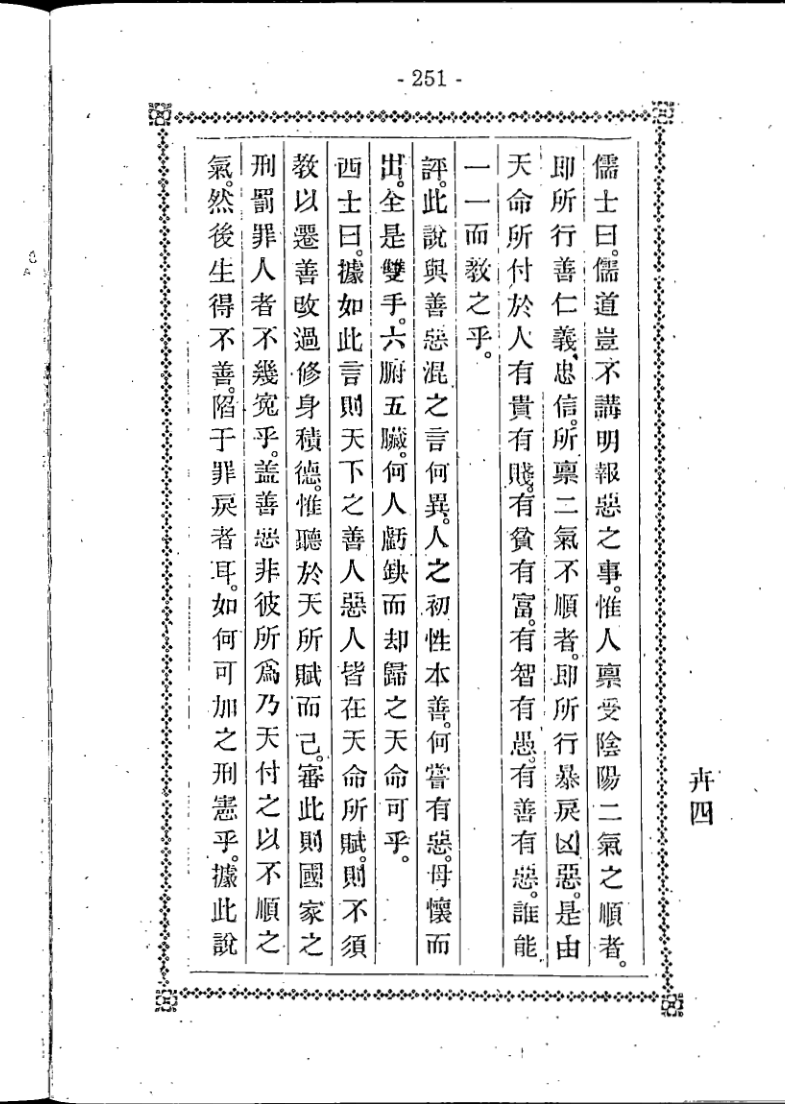 - 251 -
儒士曰。儒道豈不講明報惡之事。惟人稟受陰陽二氣之順者。
即所行善仁義忠信。所稟二氣不順者。即所行暴戾凶惡。是由
天命所付於人有貴有賤。有貧有富。有智有愚。有善有惡。誰能
一一而教之乎。
評。此說與善惡混之言何異。人之初性本善。何嘗有惡。母懷而
出。全是雙手。六腑五臟。何人虧缺而却歸之天命可乎。
西士曰。據如此言則天下之善人惡人皆在天命所賦。則不須
教以遷善改過修身積德。惟聽於天所賦而已。審此則國家之
刑罰罪人者不幾寃乎。盖善惡非彼所爲乃天付之以不順之
氣。然後生得不善。陷于罪戾者耳。如何可加之刑憲乎。據此說
卉四